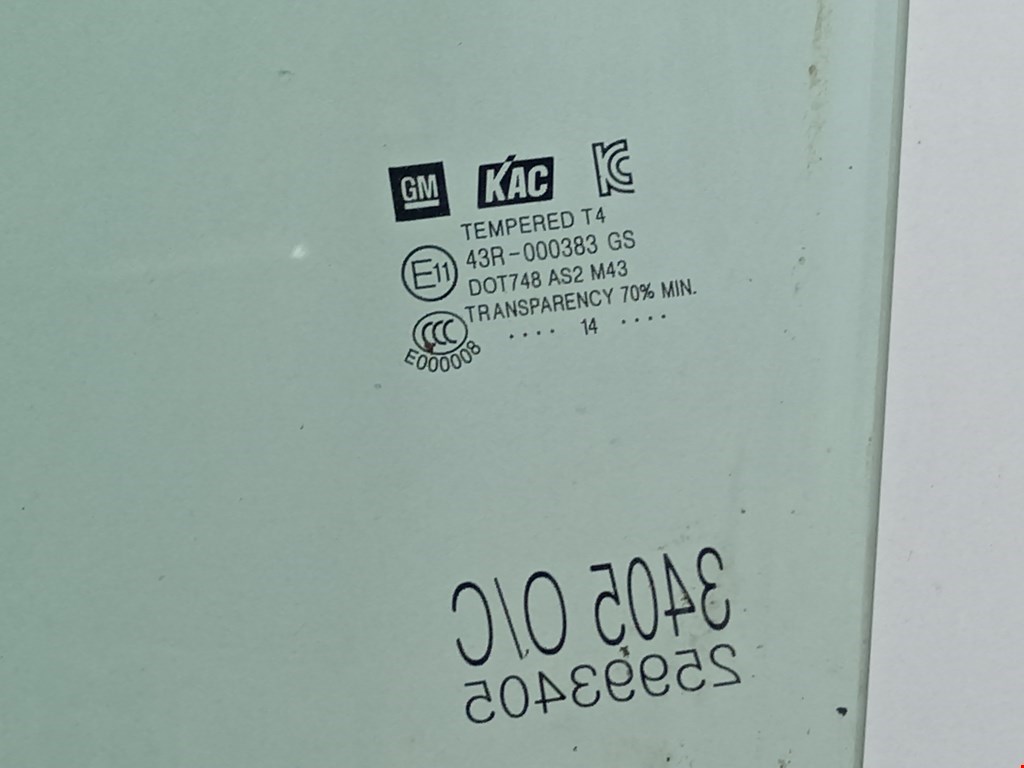 GM KAC KC
TEMPERED T4
43R-000383 GS
E11
DOT748 AS2 M43
TRANSPARENCY 70% MIN.
CCC
.... 14 ....
E000008
3405 O/C
25993405